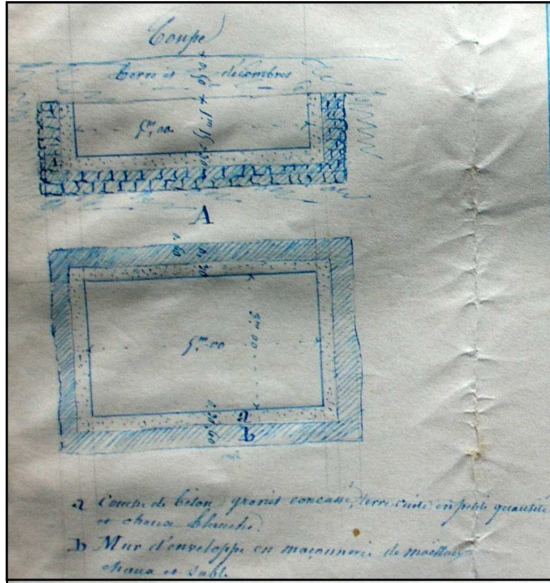 Coupe
terre et décombres
5m,00
A
5m,00
a
b
a Couche de béton, granit concassé, terre cuite en petite quantité
et chaux blanche.
b Mur d'enveloppe en maçonnerie de moellons
chaux et sable.